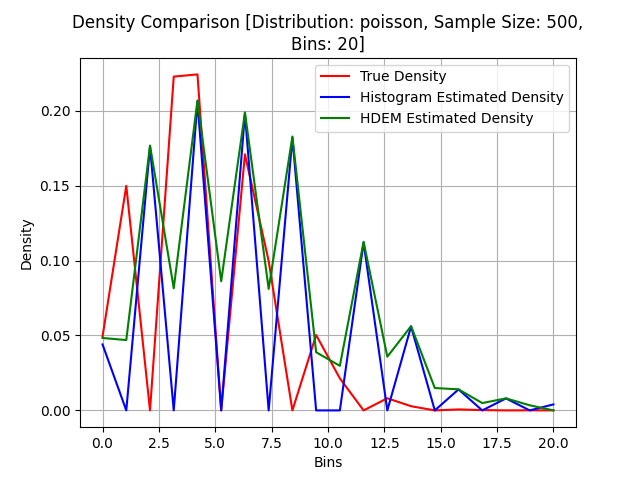 Density Comparison [Distribution: poisson, Sample Size: 500,
Bins: 20]
True Density
Histogram Estimated Density
HDEM Estimated Density
Density
0.20
0.15
0.10
0.05
0.00
0.0 2.5 5.0 7.5 10.0 12.5 15.0 17.5 20.0
Bins